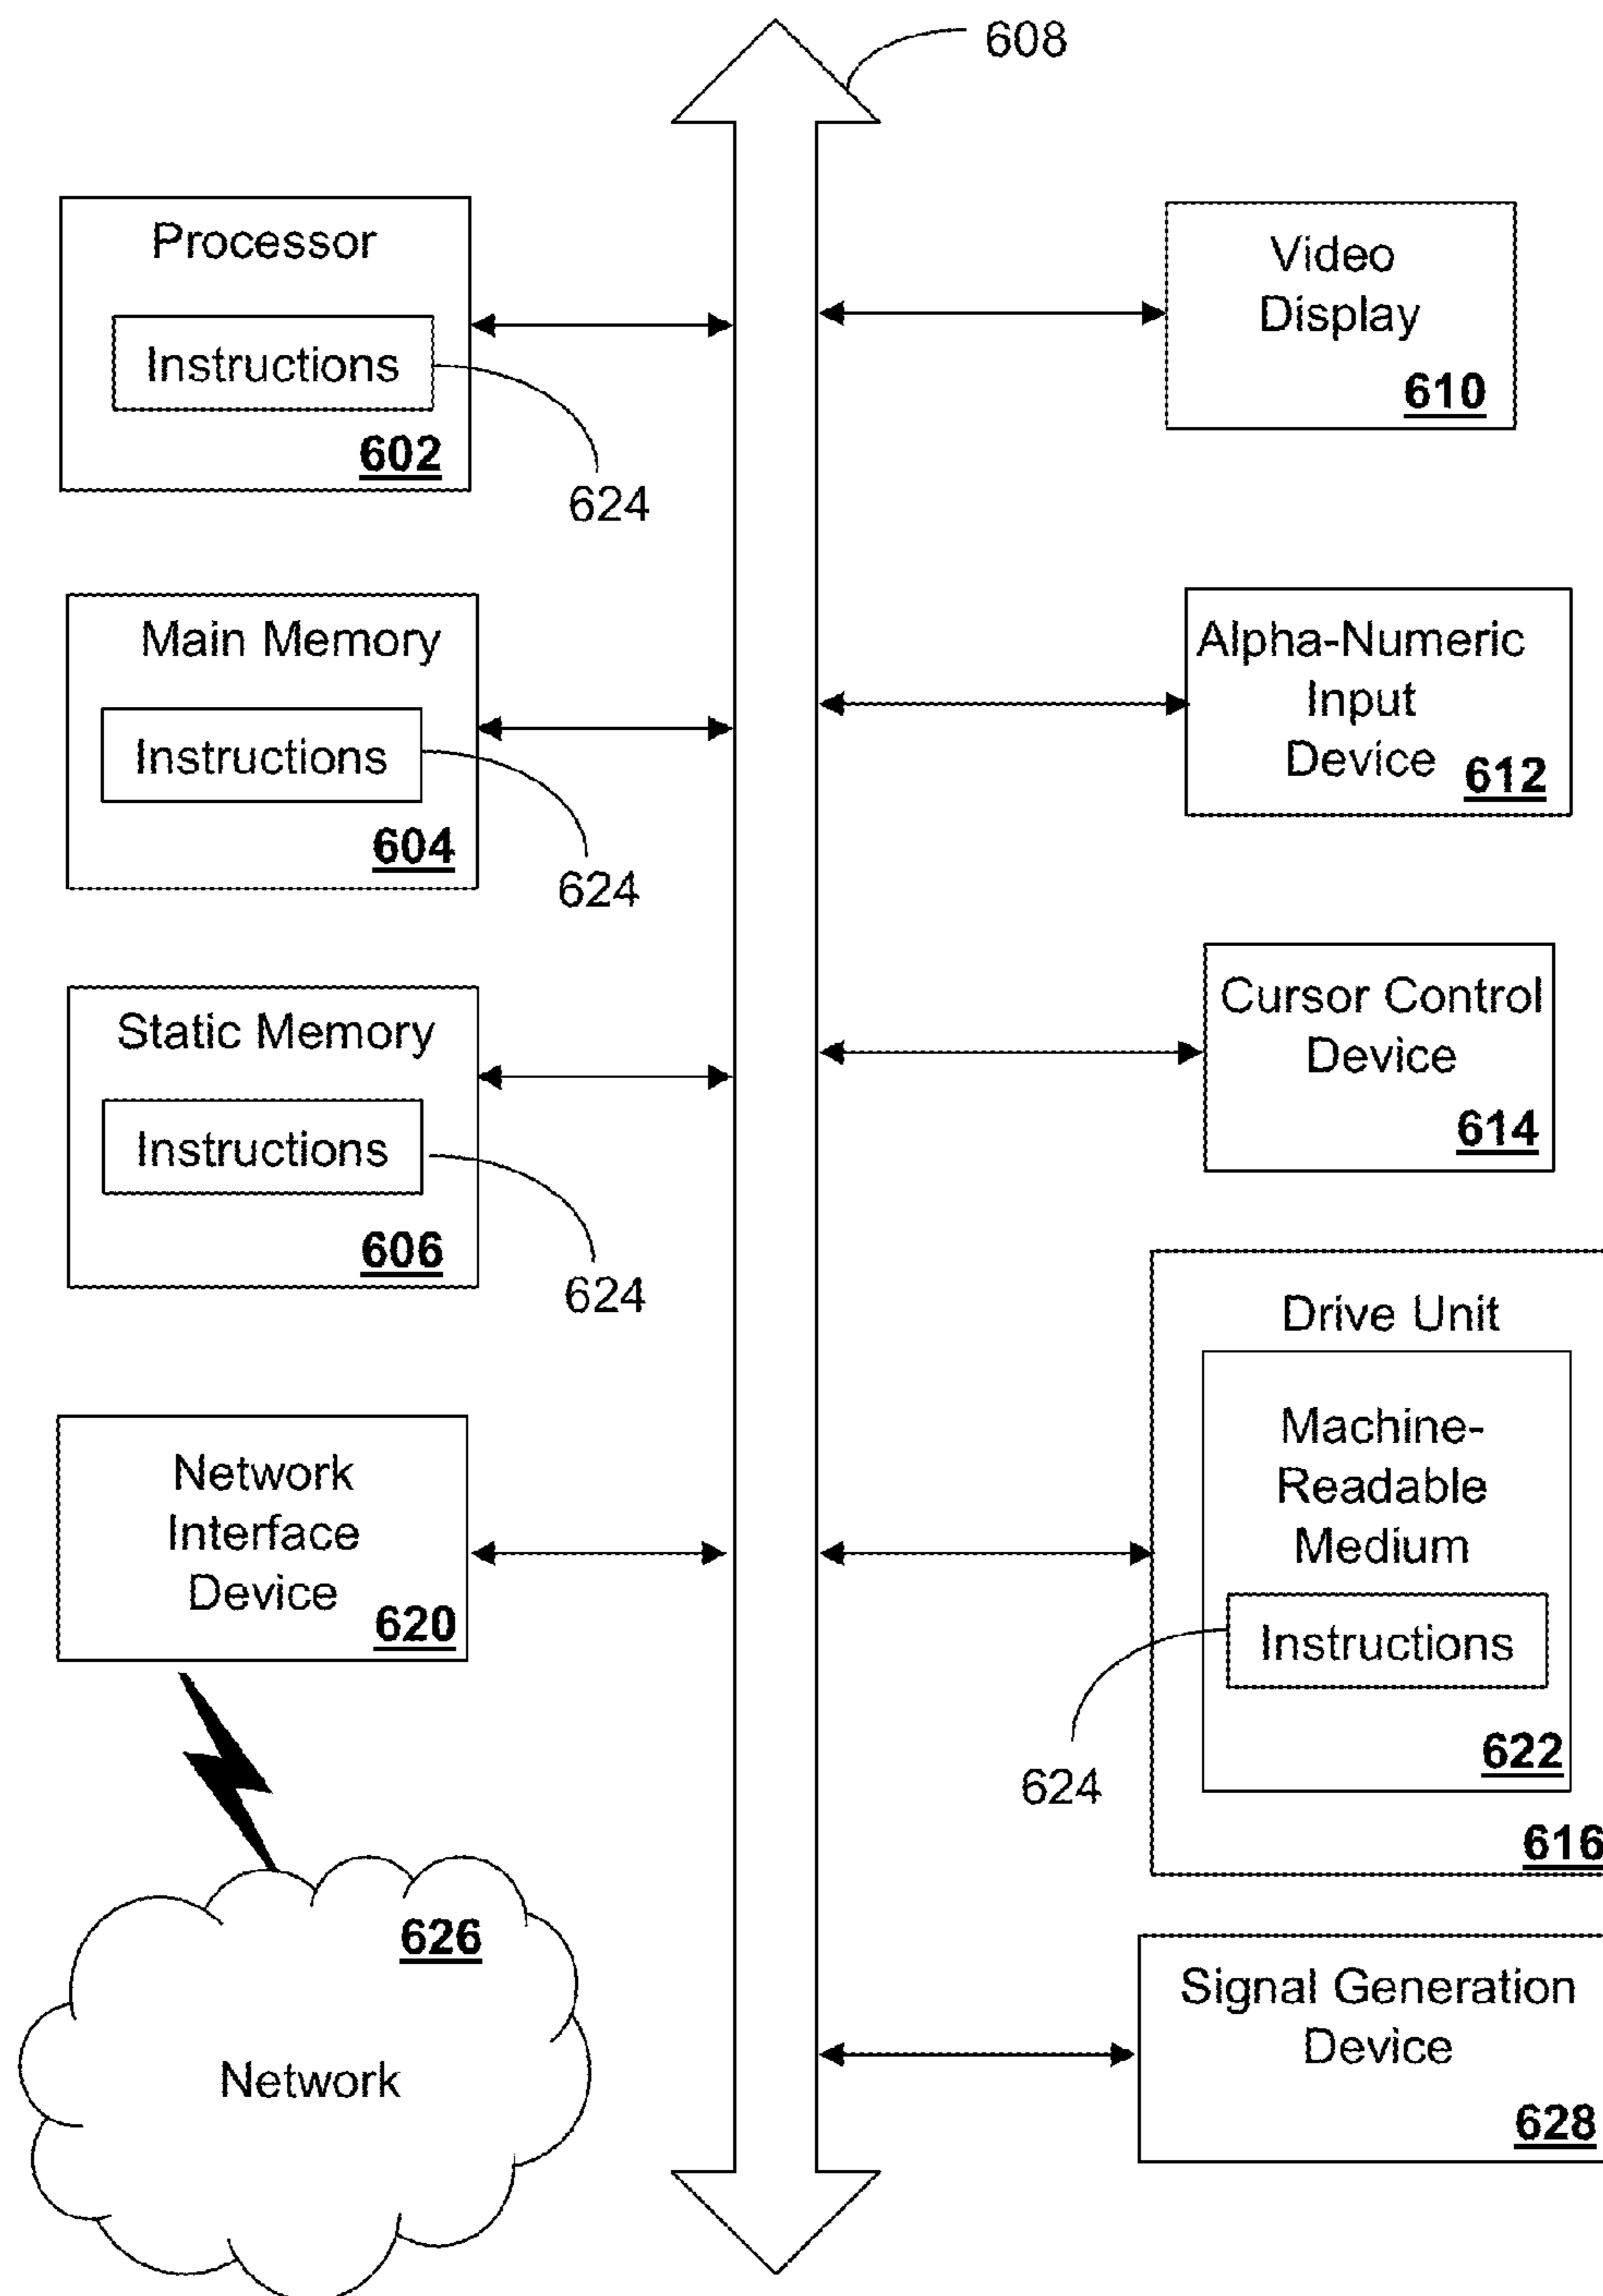 608
Processor
Instructions
602
624
Main Memory
Instructions
604
624
Static Memory
Instructions
606
624
Network
Interface
Device
620
626
Network
Video
Display
610
Alpha-Numeric
Input
Device 612
Cursor Control
Device
614
Drive Unit
Machine-
Readable
Medium
Instructions
624
622
616
Signal Generation
Device
628